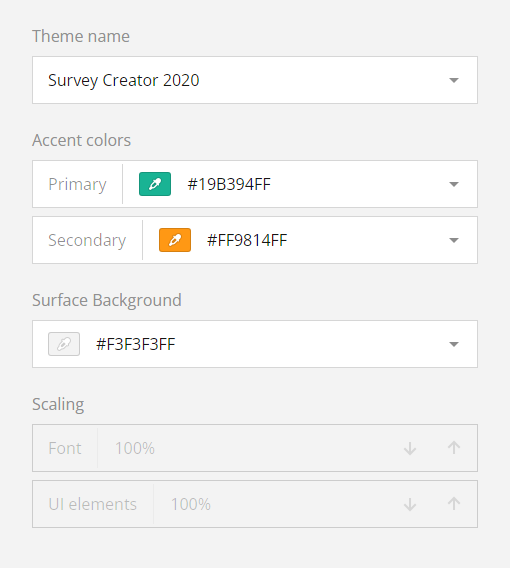 Theme name
Survey Creator 2020
Accent colors
Primary #19B394FF
Secondary #FF9814FF
Surface Background
#F3F3F3FF
Scaling
Font 100%
UI elements 100%